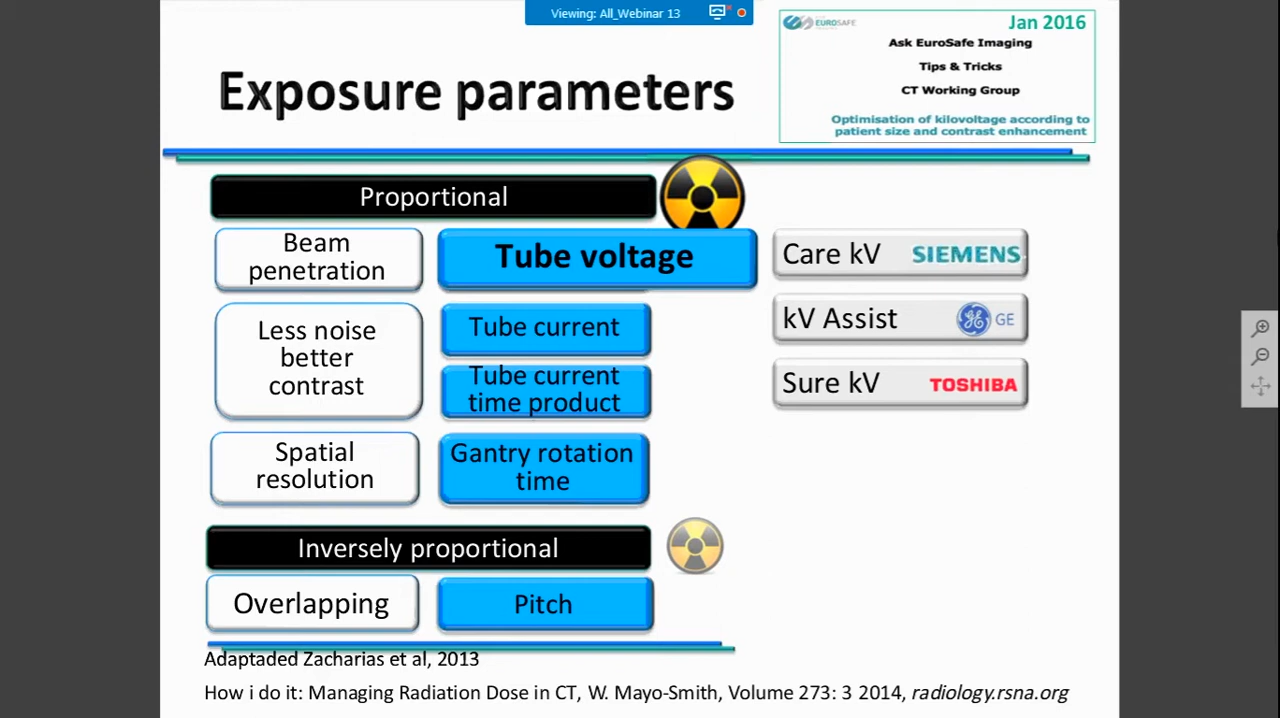 Viewing: All_Webinar 13
Exposure parameters
EUROSAFE
Jan 2016
Ask EuroSafe Imaging
Tips & Tricks
CT Working Group
Optimisation of kilovoltage according to
patient size and contrast enhancement
Proportional
Beam
penetration
Tube voltage
Care kV SIEMENS
Less noise
better
contrast
Tube current
kV Assist GE
Tube current
time product
Sure kV TOSHIBA
Spatial
resolution
Gantry rotation
time
Inversely proportional
Overlapping
Pitch
Adaptaded Zacharias et al, 2013
How i do it: Managing Radiation Dose in CT, W. Mayo-Smith, Volume 273: 3 2014, radiology.rsna.org